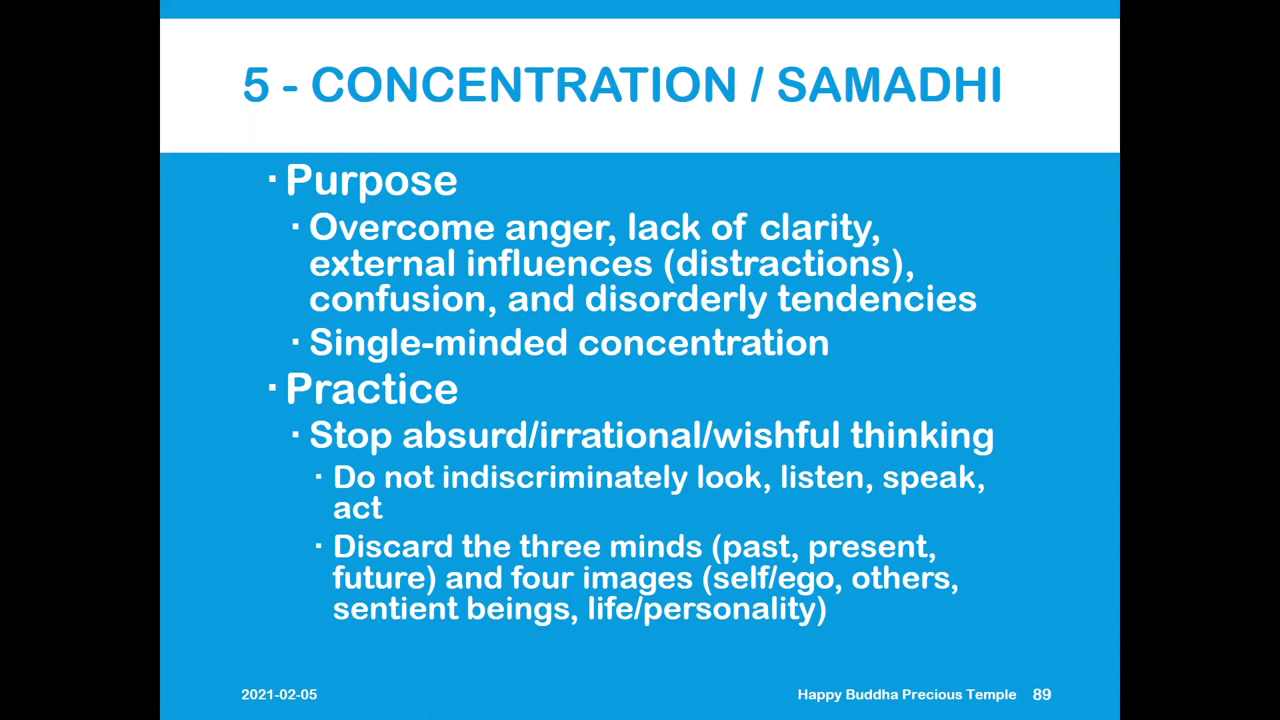 5 - CONCENTRATION / SAMADHI
· Purpose
· Overcome anger, lack of clarity,
external influences (distractions),
confusion, and disorderly tendencies
· Single-minded concentration
· Practice
· Stop absurd/irrational/wishful thinking
· Do not indiscriminately look, listen, speak,
act
· Discard the three minds (past, present,
future) and four images (self/ego, others,
sentient beings, life/personality)
2021-02-05
Happy Buddha Precious Temple 89